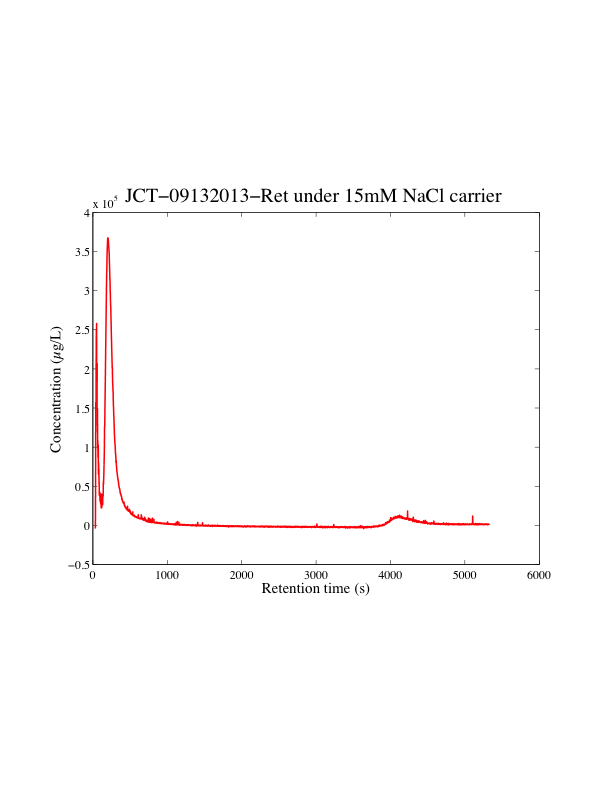 JCT−09132013−Ret under 15mM NaCl carrier
x 10^5
4
3.5
3
2.5
2
1.5
1
0.5
0
−0.5
Concentration (µg/L)
0 1000 2000 3000 4000 5000 6000
Retention time (s)